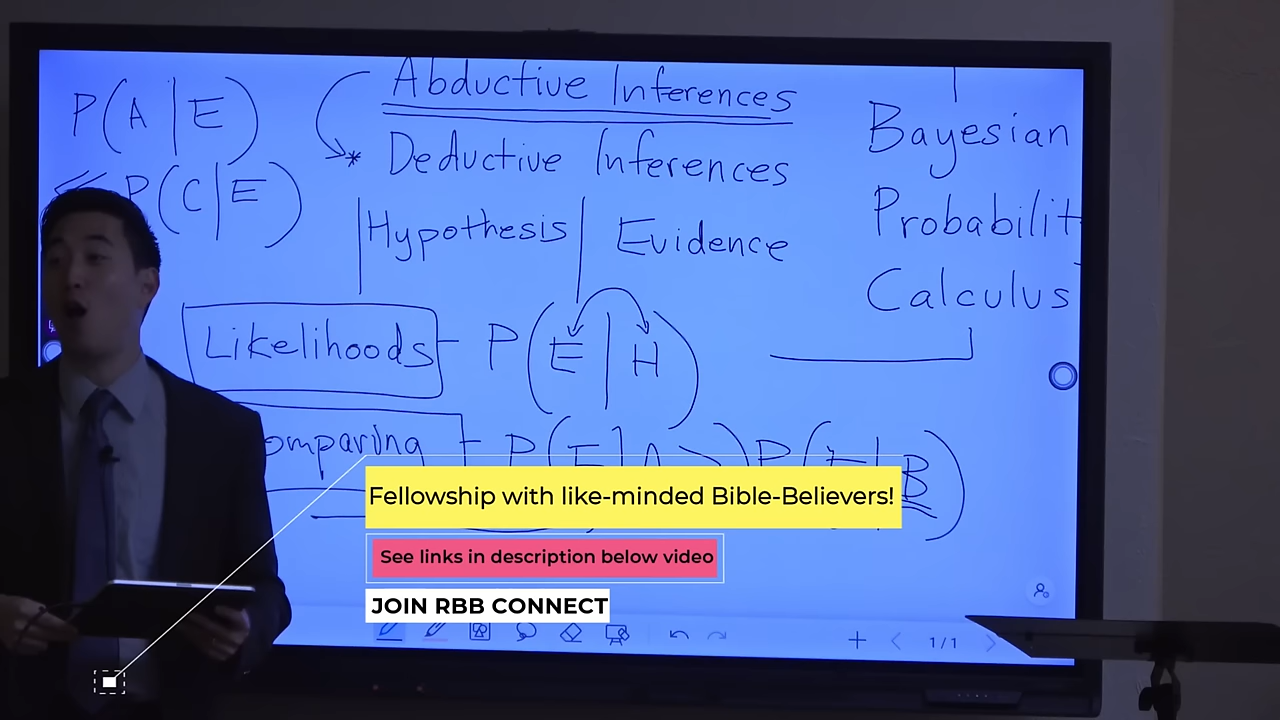 Abductive Inferences
P(A|E)
≪ P(C|E)
* Deductive Inferences
Hypothesis | Evidence
Bayesian
Probabilit
Calculus
Likelihoods - P(E|H)
omparing - P(E|A > P(E|B)
Fellowship with like-minded Bible-Believers!
See links in description below video
JOIN RBB CONNECT
1/1